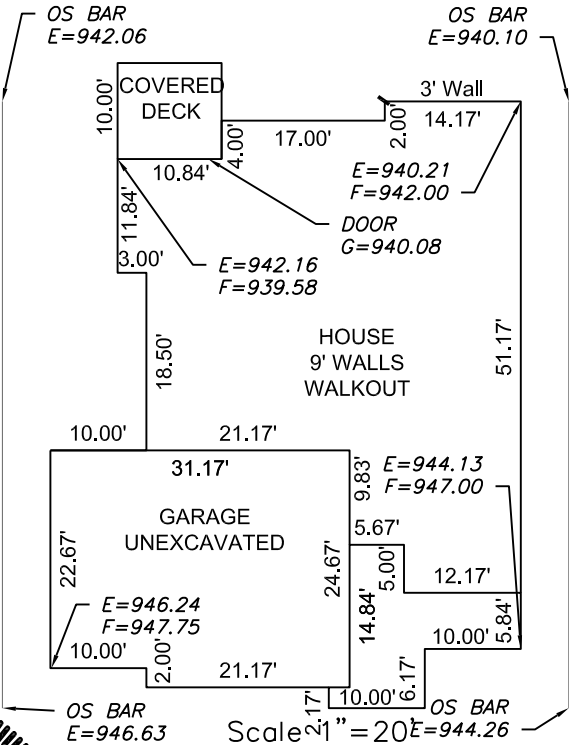 OS BAR
E=942.06
OS BAR
E=940.10
COVERED
DECK
10.00'
3' Wall
14.17'
2.00'
17.00'
4.00'
10.84'
E=940.21
F=942.00
DOOR
G=940.08
11.84'
3.00'
E=942.16
F=939.58
18.50'
HOUSE
9' WALLS
WALKOUT
51.17'
10.00'
21.17'
31.17'
9.83'
E=944.13
F=947.00
GARAGE
UNEXCAVATED
22.67'
24.67'
5.67'
5.00'
12.17'
14.84'
5.84'
E=946.24
F=947.75
10.00'
2.00'
21.17'
10.00'
6.17'
10.00'
2.17'
OS BAR
E=946.63
Scale 1"=20'
OS BAR
E=944.26